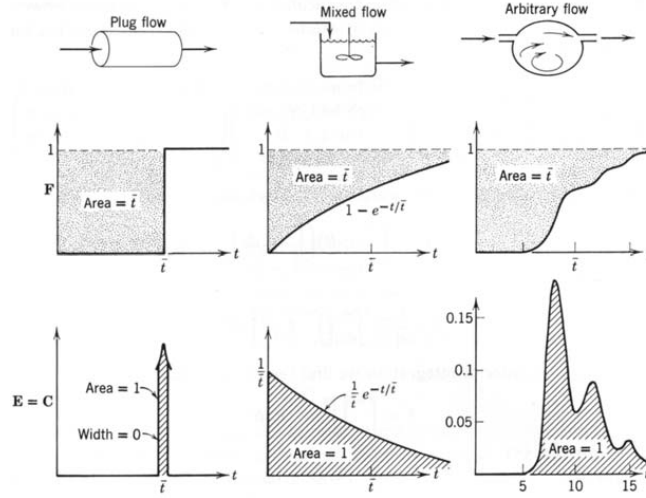 Plug flow
Mixed flow
Arbitrary flow
F
1
Area = t̄
t̄
t
1
Area = t̄
1 − e^−t/t̄
t̄
t
1
Area = t̄
t̄
t
E = C
Area = 1
Width = 0
t̄
t
1/t̄
1/t̄ e^−t/t̄
Area = 1
t̄
t
0.15
0.1
0.05
Area = 1
5
10
15